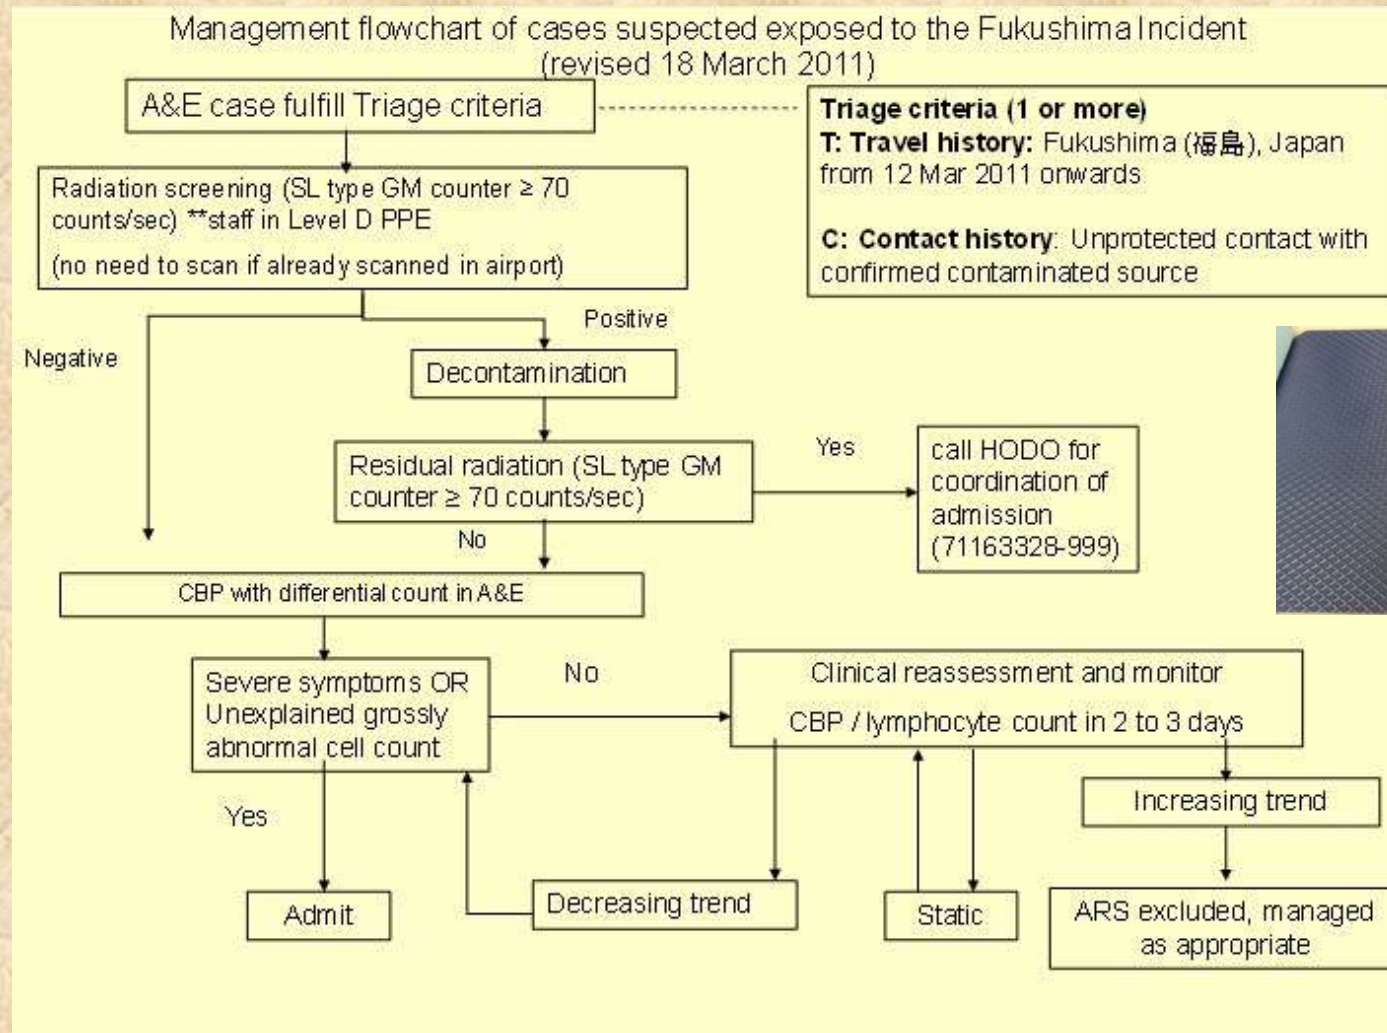 Management flowchart of cases suspected exposed to the Fukushima Incident
(revised 18 March 2011)
A&E case fulfill Triage criteria
Triage criteria (1 or more)
T: Travel history: Fukushima (福島), Japan
from 12 Mar 2011 onwards
C: Contact history: Unprotected contact with
confirmed contaminated source
Radiation screening (SL type GM counter ≥ 70
counts/sec) **staff in Level D PPE
(no need to scan if already scanned in airport)
Negative
Positive
Decontamination
Residual radiation (SL type GM
counter ≥ 70 counts/sec)
Yes
call HODO for
coordination of
admission
(71163328-999)
No
CBP with differential count in A&E
Severe symptoms OR
Unexplained grossly
abnormal cell count
No
Clinical reassessment and monitor
CBP / lymphocyte count in 2 to 3 days
Yes
Increasing trend
Admit
Decreasing trend
Static
ARS excluded, managed
as appropriate